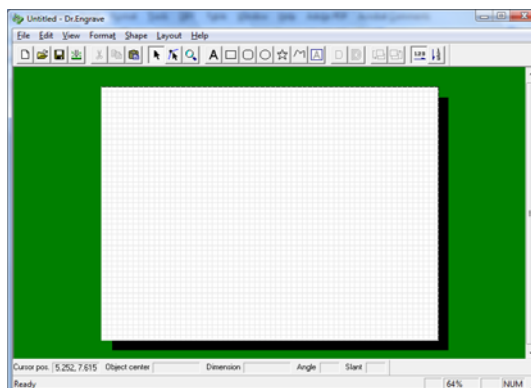 Untitled - Dr.Engrave
File Edit View Format Shape Layout Help
A A
Cursor pos. 5.252, 7.615 Object center Dimension Angle Slant
Ready 64% NUM